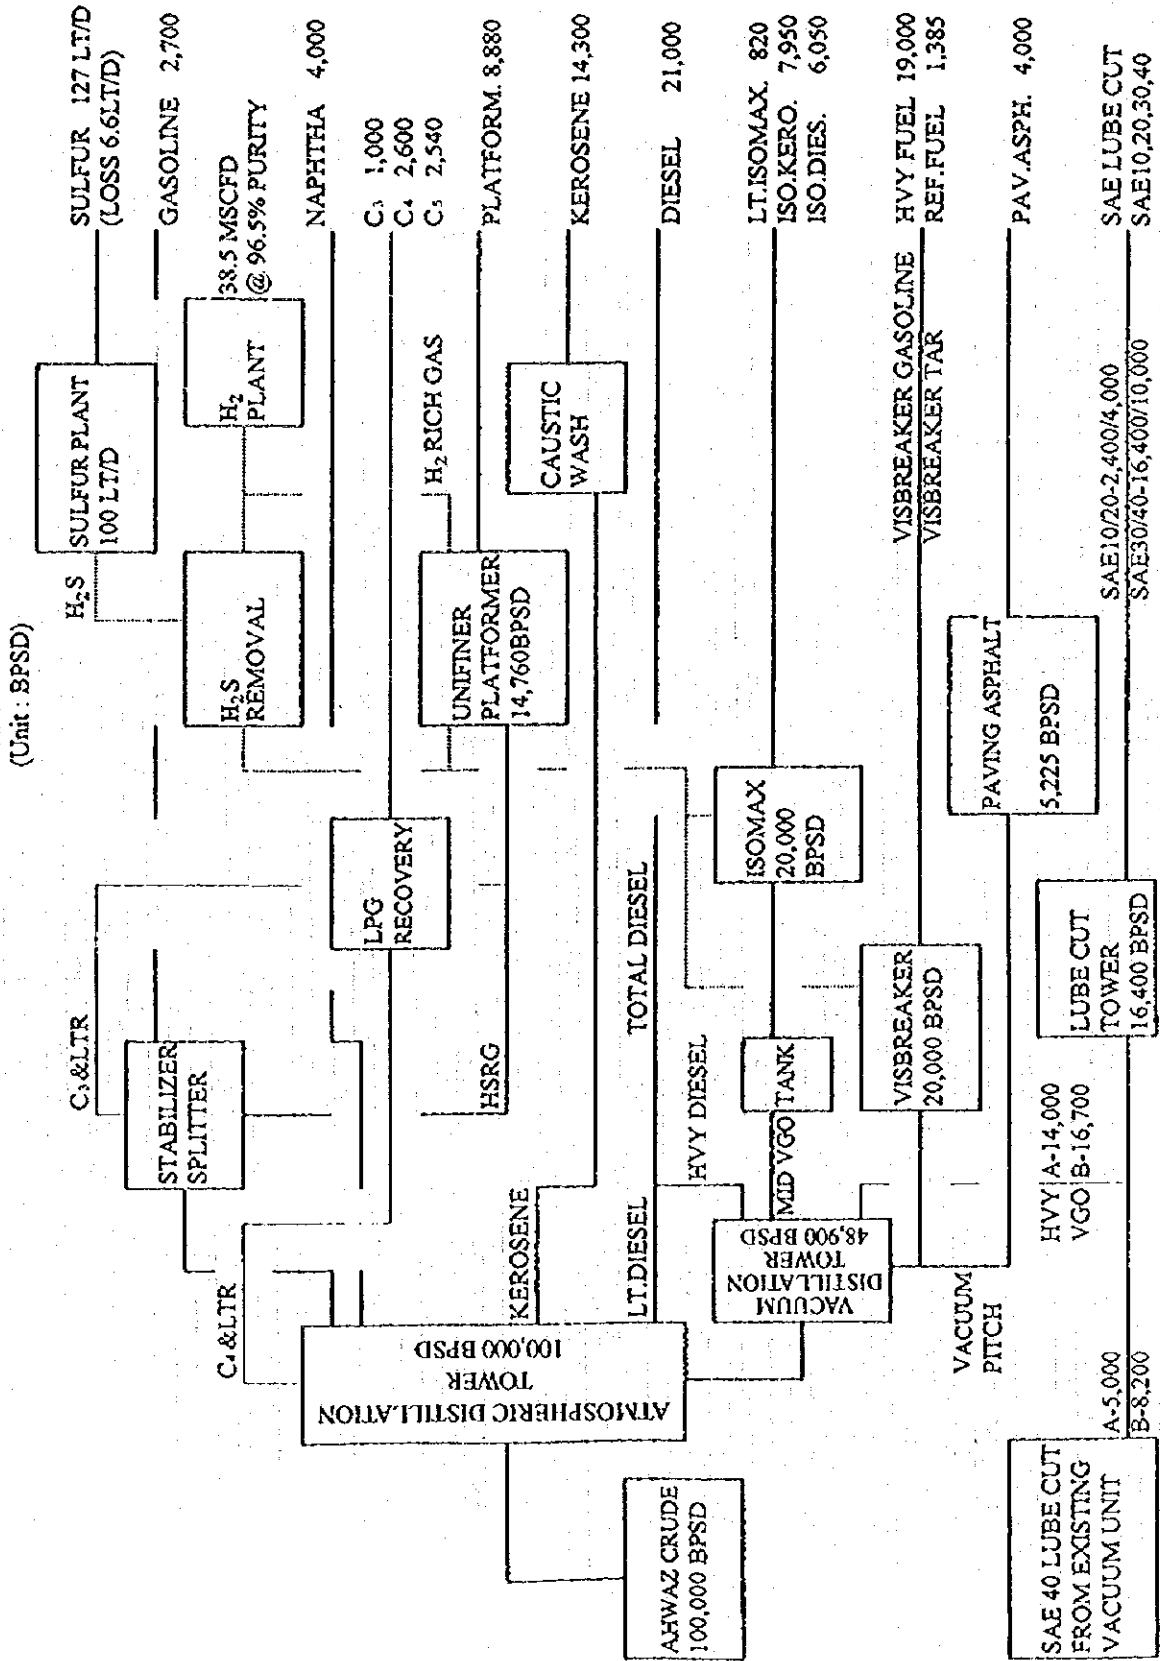 (Unit : BPSD)
H₂S
SULFUR PLANT
100 LT/D
SULFUR 127 LT/D
(LOSS 6.6LT/D)
GASOLINE 2,700
C₃&LTR
STABILIZER
SPLITTER
H₂S
REMOVAL
H₂
PLANT
38.5 MSCFD
@ 96.5% PURITY
NAPHTHA 4,000
C₄&LTR
LPG
RECOVERY
C₃ 1,000
C₄ 2,600
C₅ 2,540
H₂ RICH GAS
UNIFINER
PLATFORMER
14,760BPSD
PLATFORM. 8,880
HSRG
ATMOSPHERIC DISTILLATION
TOWER
100,000 BPSD
KEROSENE
CAUSTIC
WASH
KEROSENE 14,300
LT.DIESEL
TOTAL DIESEL
DIESEL 21,000
HVY DIESEL
AHWAZ CRUDE
100,000 BPSD
VACUUM
DISTILLATION
TOWER
48,900 BPSD
MID VGO
TANK
ISOMAX
20,000
BPSD
LT.ISOMAX. 820
ISO.KERO. 7,950
ISO.DIES. 6,050
VISBREAKER
20,000 BPSD
VISBREAKER GASOLINE
VISBREAKER TAR
HVY FUEL 19,000
REF.FUEL 1,385
VACUUM
PITCH
PAVING ASPHALT
5,225 BPSD
PAV.ASPH. 4,000
SAE 40 LUBE CUT
FROM EXISTING
VACUUM UNIT
A-5,000
B-8,200
HVY A-14,000
VGO B-16,700
LUBE CUT
TOWER
16,400 BPSD
SAE10/20-2,400/4,000
SAE30/40-16,400/10,000
SAE LUBE CUT
SAE10,20,30,40